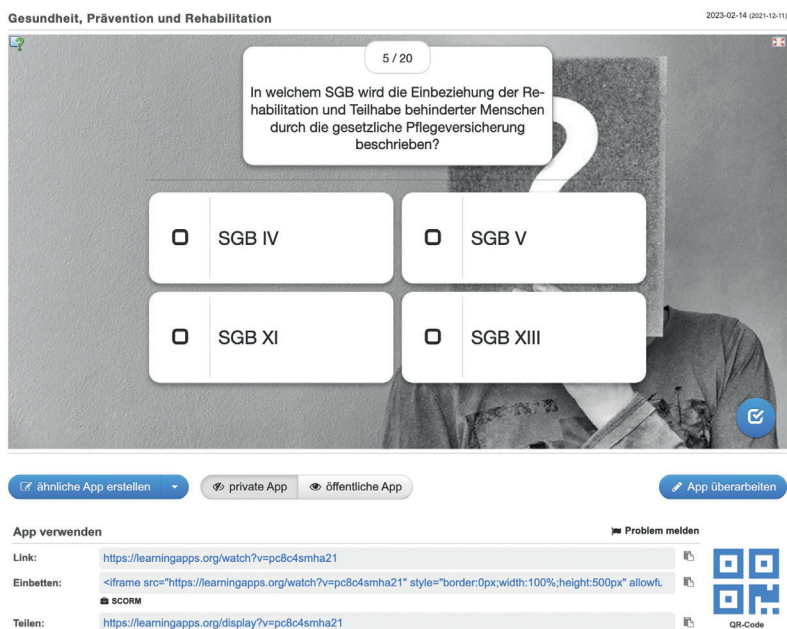 Gesundheit, Prävention und Rehabilitation
2023-02-14 (2021-12-11)
5 / 20
In welchem SGB wird die Einbeziehung der Re-
habilitation und Teilhabe behinderter Menschen
durch die gesetzliche Pflegeversicherung
beschrieben?
SGB IV
SGB V
SGB XI
SGB XIII
ähnliche App erstellen
private App
öffentliche App
App überarbeiten
App verwenden
Problem melden
Link:
https://learningapps.org/watch?v=pc8c4smha21
Einbetten:
<iframe src="https://learningapps.org/watch?v=pc8c4smha21" style="border:0px;width:100%;height:500px" allowfu
SCORM
Teilen:
https://learningapps.org/display?v=pc8c4smha21
QR-Code